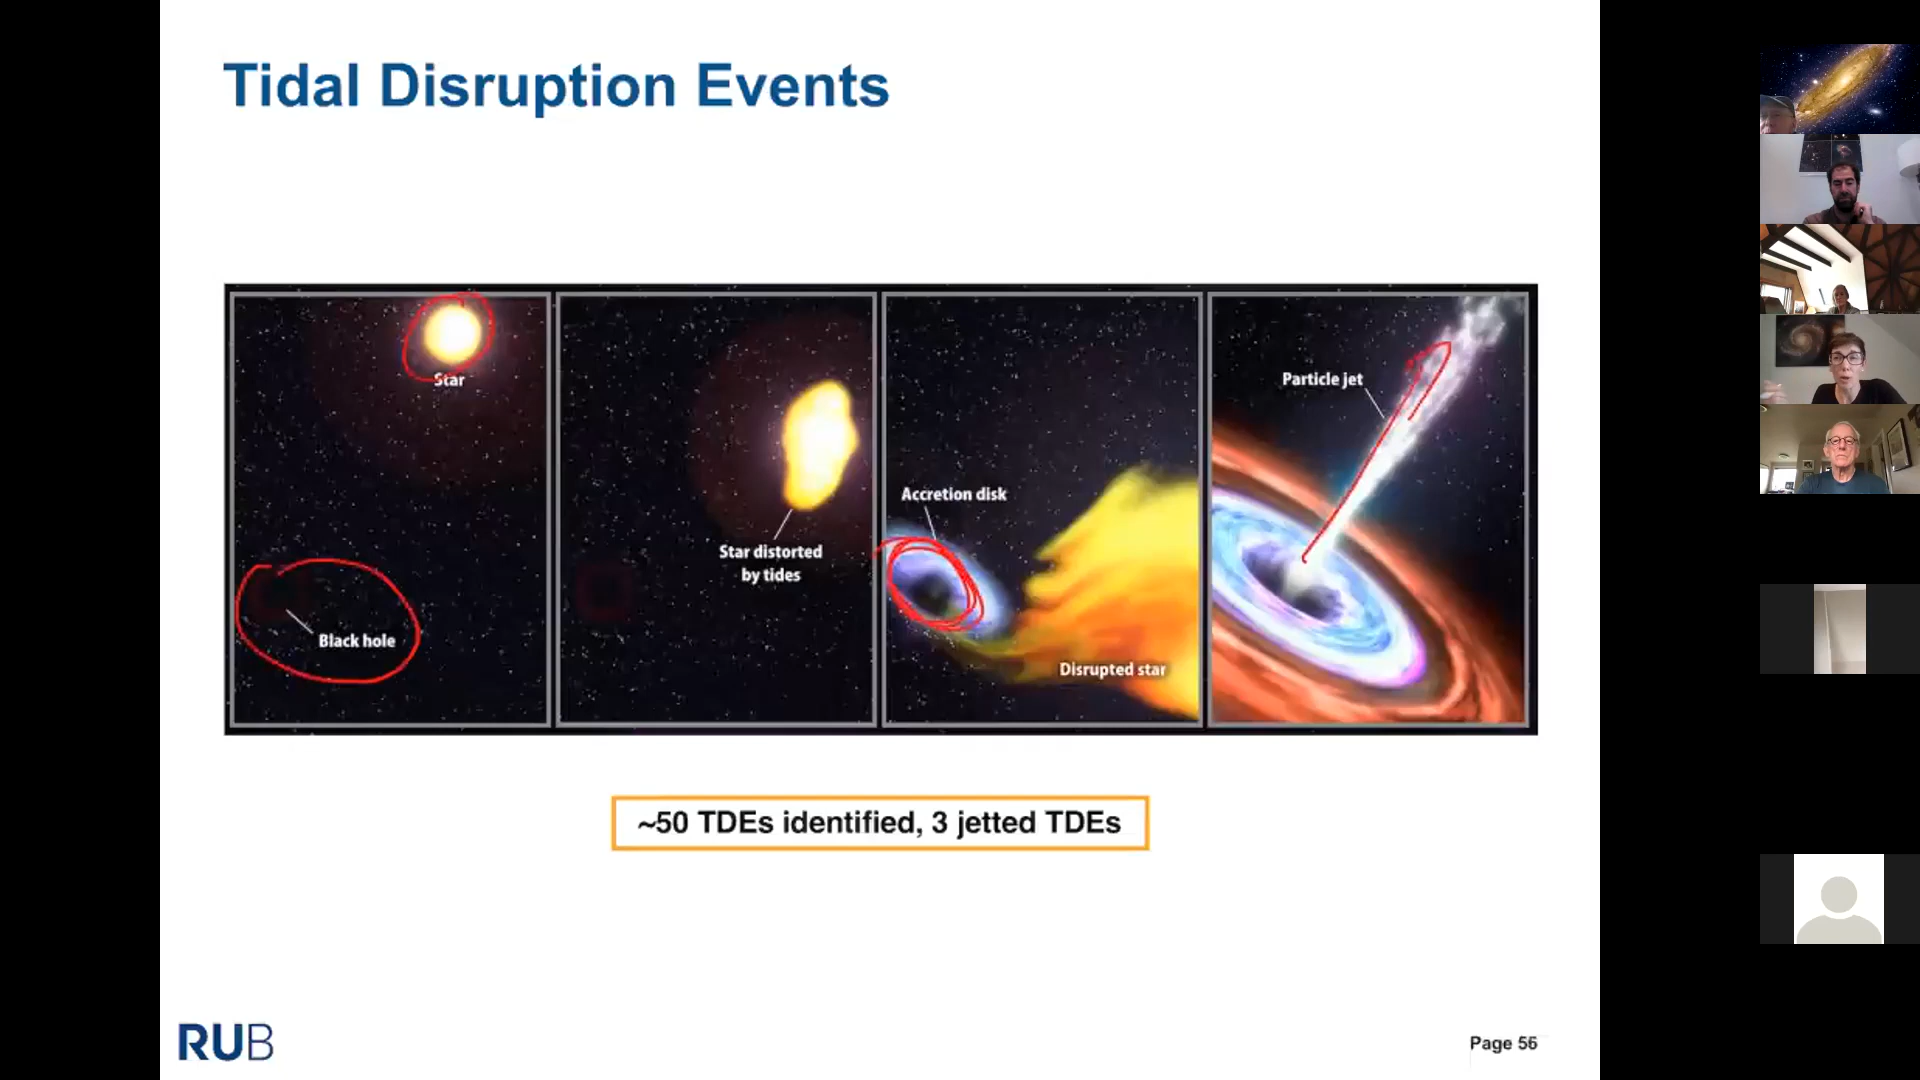 Tidal Disruption Events
Star
Black hole
Star distorted
by tides
Accretion disk
Disrupted star
Particle jet
~50 TDEs identified, 3 jetted TDEs
RUB
Page 56